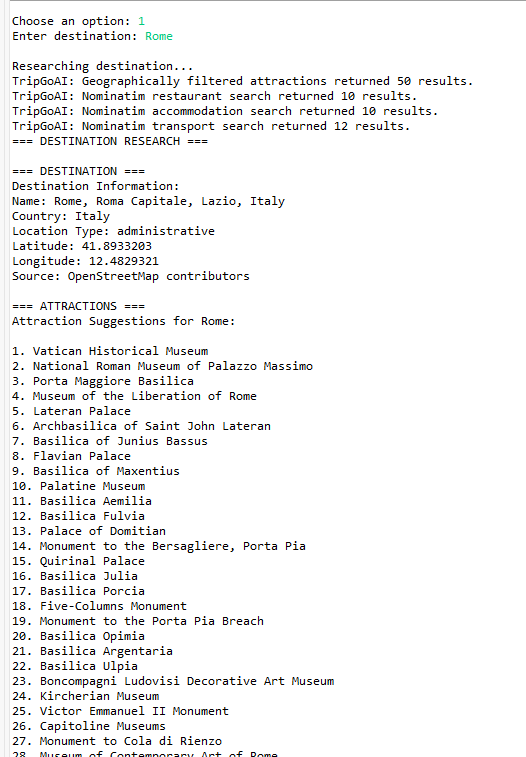 Choose an option: 1
Enter destination: Rome
Researching destination...
TripGoAI: Geographically filtered attractions returned 50 results.
TripGoAI: Nominatim restaurant search returned 10 results.
TripGoAI: Nominatim accommodation search returned 10 results.
TripGoAI: Nominatim transport search returned 12 results.
=== DESTINATION RESEARCH ===
=== DESTINATION ===
Destination Information:
Name: Rome, Roma Capitale, Lazio, Italy
Country: Italy
Location Type: administrative
Latitude: 41.8933203
Longitude: 12.4829321
Source: OpenStreetMap contributors
=== ATTRACTIONS ===
Attraction Suggestions for Rome:
1. Vatican Historical Museum
2. National Roman Museum of Palazzo Massimo
3. Porta Maggiore Basilica
4. Museum of the Liberation of Rome
5. Lateran Palace
6. Archbasilica of Saint John Lateran
7. Basilica of Junius Bassus
8. Flavian Palace
9. Basilica of Maxentius
10. Palatine Museum
11. Basilica Aemilia
12. Basilica Fulvia
13. Palace of Domitian
14. Monument to the Bersagliere, Porta Pia
15. Quirinal Palace
16. Basilica Julia
17. Basilica Porcia
18. Five-Columns Monument
19. Monument to the Porta Pia Breach
20. Basilica Opimia
21. Basilica Argentaria
22. Basilica Ulpia
23. Boncompagni Ludovisi Decorative Art Museum
24. Kircherian Museum
25. Victor Emmanuel II Monument
26. Capitoline Museums
27. Monument to Cola di Rienzo
28. Museum of Contemporary Art of Rome